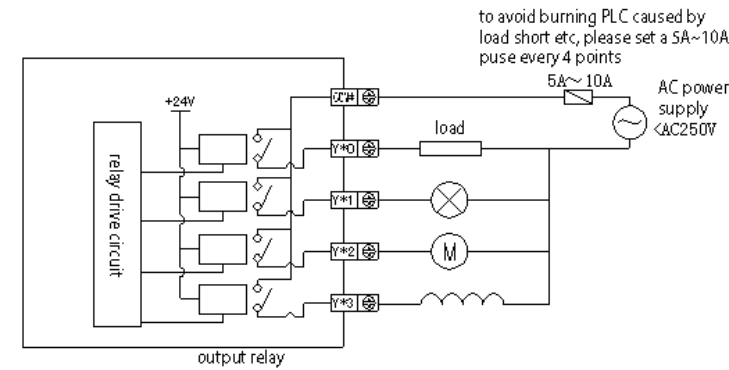 to avoid burning PLC caused by
load short etc, please set a 5A~10A
puse every 4 points
5A~ 10A
AC power
supply
<AC250V
+24V
load
Y*0
relay drive circuit
Y*1
Y*2
M
Y*3
output relay